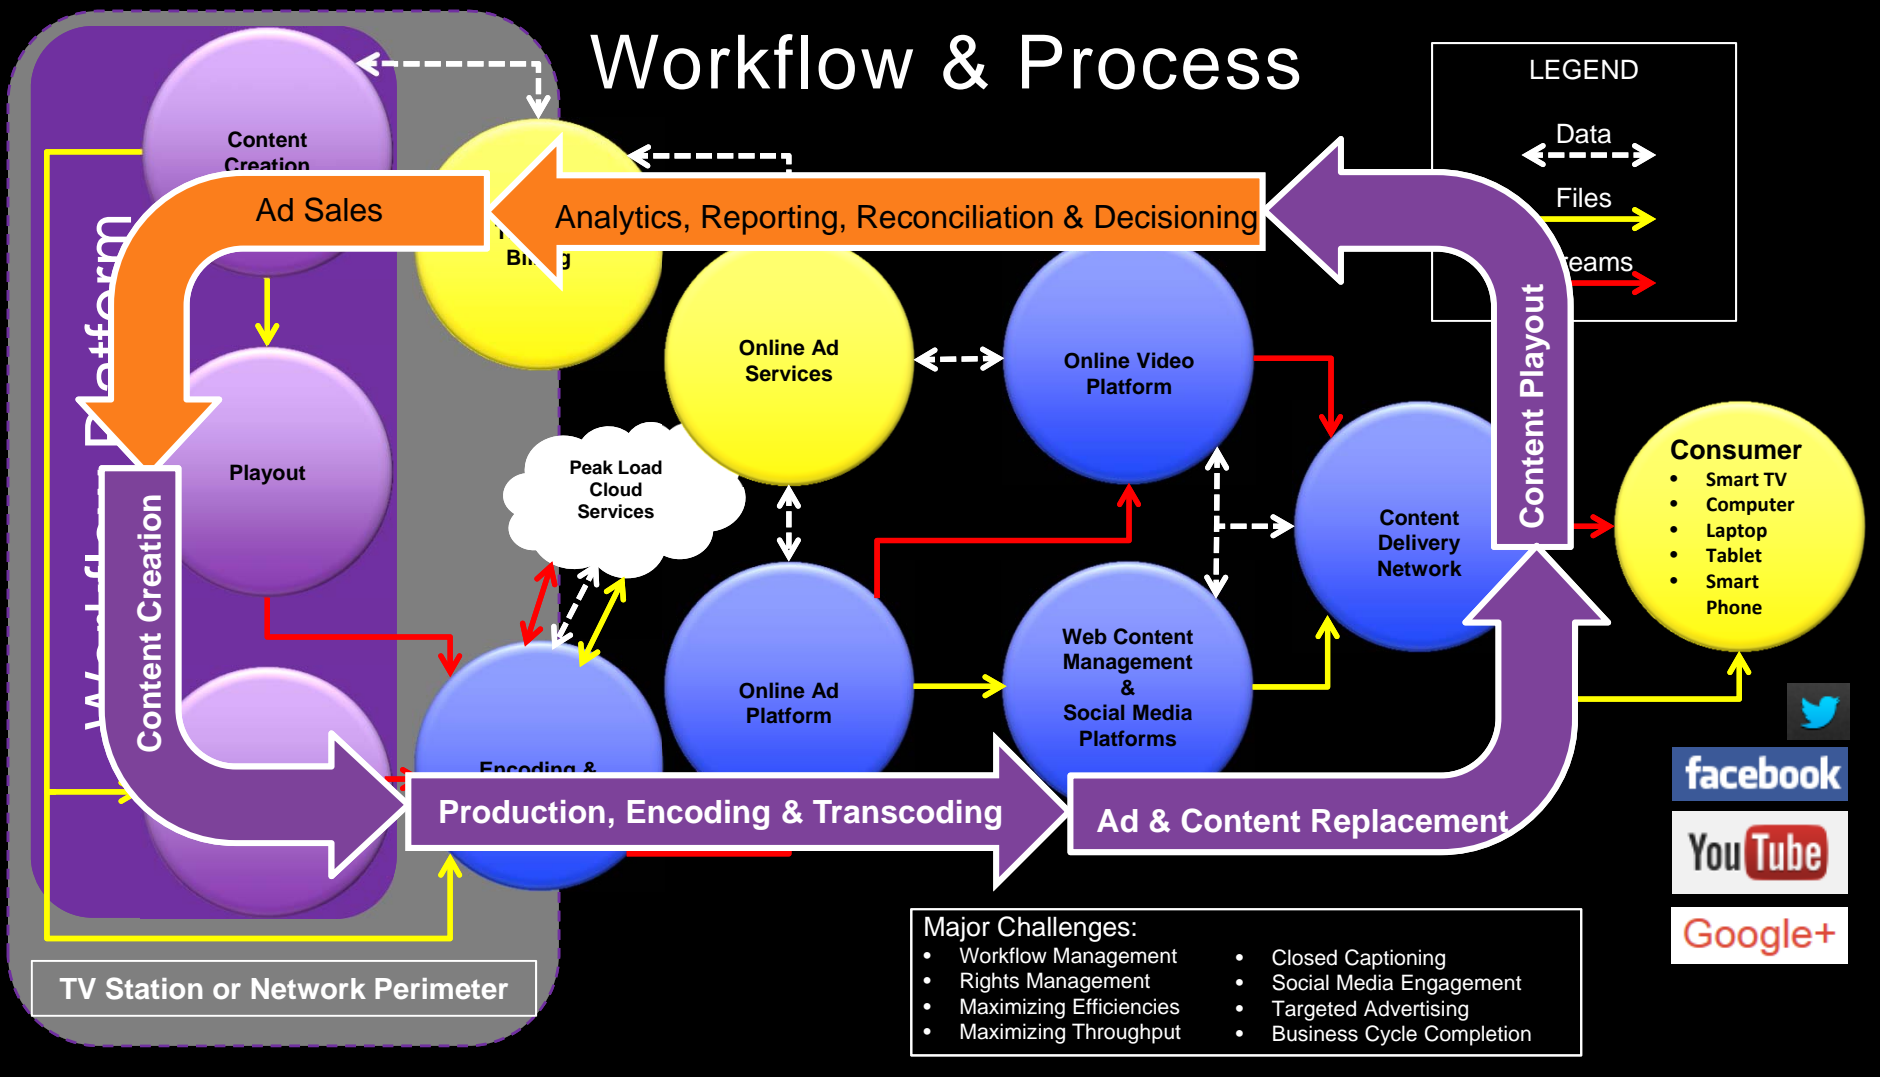 Workflow & Process
LEGEND
Data
Files
reams
Content
Creation
Ad Sales
Analytics, Reporting, Reconciliation & Decisioning
Online Ad
Services
Online Video
Platform
Playout
Peak Load
Cloud
Services
Content Creation
Content Playout
Content
Delivery
Network
Consumer
• Smart TV
• Computer
• Laptop
• Tablet
• Smart
Phone
Online Ad
Platform
Web Content
Management
&
Social Media
Platforms
Encoding &
Production, Encoding & Transcoding
Ad & Content Replacement
facebook
YouTube
Google+
Major Challenges:
• Workflow Management
• Rights Management
• Maximizing Efficiencies
• Maximizing Throughput
• Closed Captioning
• Social Media Engagement
• Targeted Advertising
• Business Cycle Completion
TV Station or Network Perimeter